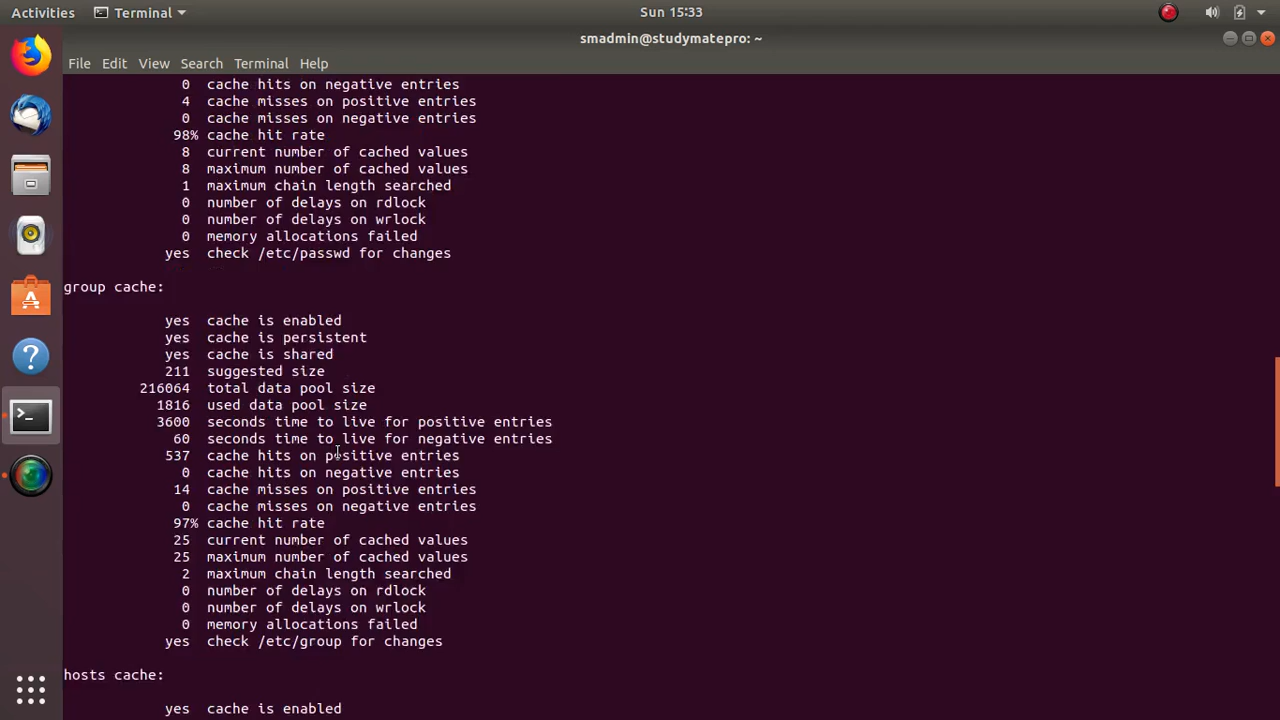 Activities Terminal Sun 15:33
smadmin@studymatepro: ~
File Edit View Search Terminal Help
0 cache hits on negative entries
4 cache misses on positive entries
0 cache misses on negative entries
98% cache hit rate
8 current number of cached values
8 maximum number of cached values
1 maximum chain length searched
0 number of delays on rdlock
0 number of delays on wrlock
0 memory allocations failed
yes check /etc/passwd for changes
group cache:
yes cache is enabled
yes cache is persistent
yes cache is shared
211 suggested size
216064 total data pool size
1816 used data pool size
3600 seconds time to live for positive entries
60 seconds time to live for negative entries
537 cache hits on positive entries
0 cache hits on negative entries
14 cache misses on positive entries
0 cache misses on negative entries
97% cache hit rate
25 current number of cached values
25 maximum number of cached values
2 maximum chain length searched
0 number of delays on rdlock
0 number of delays on wrlock
0 memory allocations failed
yes check /etc/group for changes
hosts cache:
yes cache is enabled